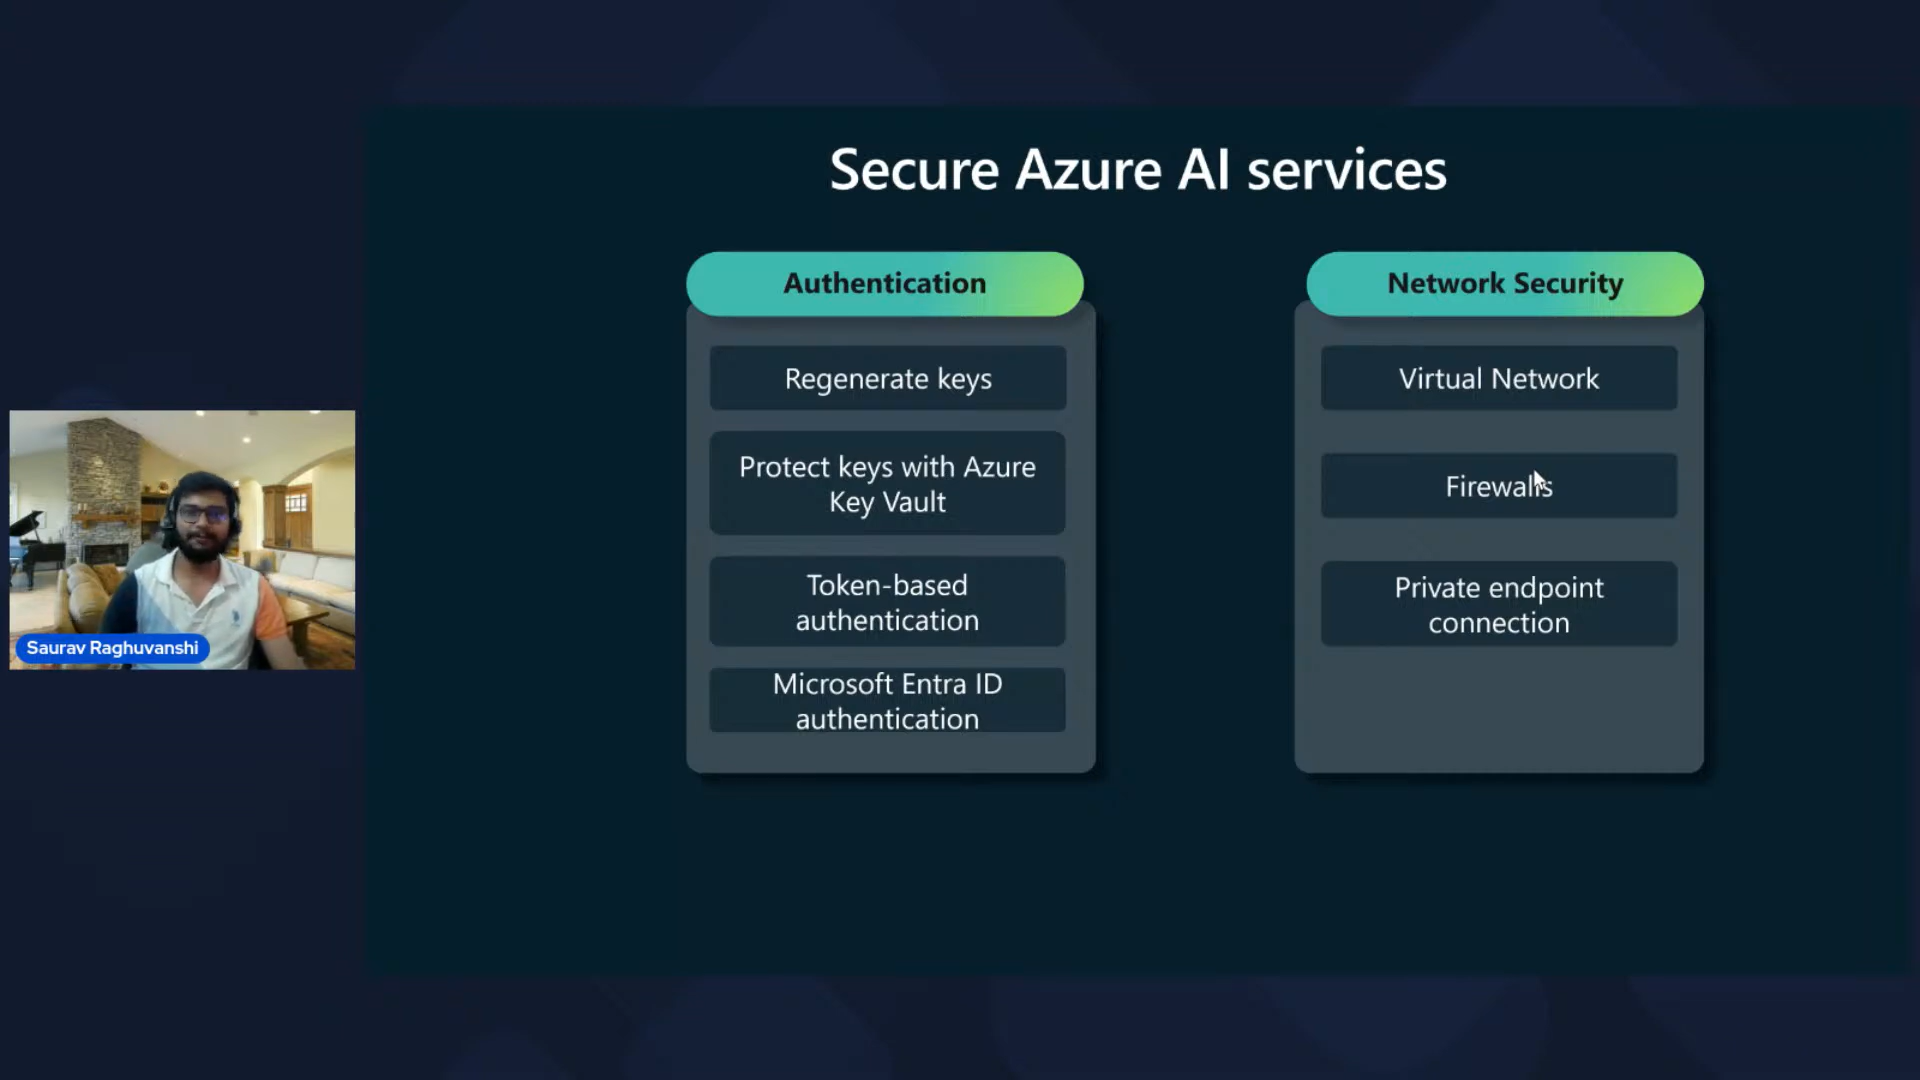 Secure Azure AI services
Authentication
Regenerate keys
Protect keys with Azure
Key Vault
Token-based
authentication
Microsoft Entra ID
authentication
Network Security
Virtual Network
Firewalls
Private endpoint
connection
Saurav Raghuvanshi